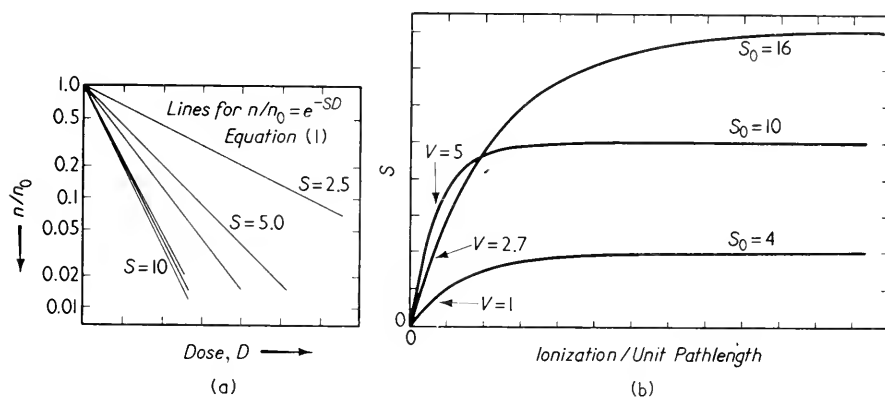 1.0
0.5
0.2
0.1
0.05
0.02
0.01
n/n₀
Lines for n/n₀ = e⁻ˢᴰ
Equation (1)
S = 2.5
S = 5.0
S = 10
Dose, D
(a)
S
S₀ = 16
S₀ = 10
S₀ = 4
V = 5
V = 2.7
V = 1
0
0
Ionization/Unit Pathlength
(b)